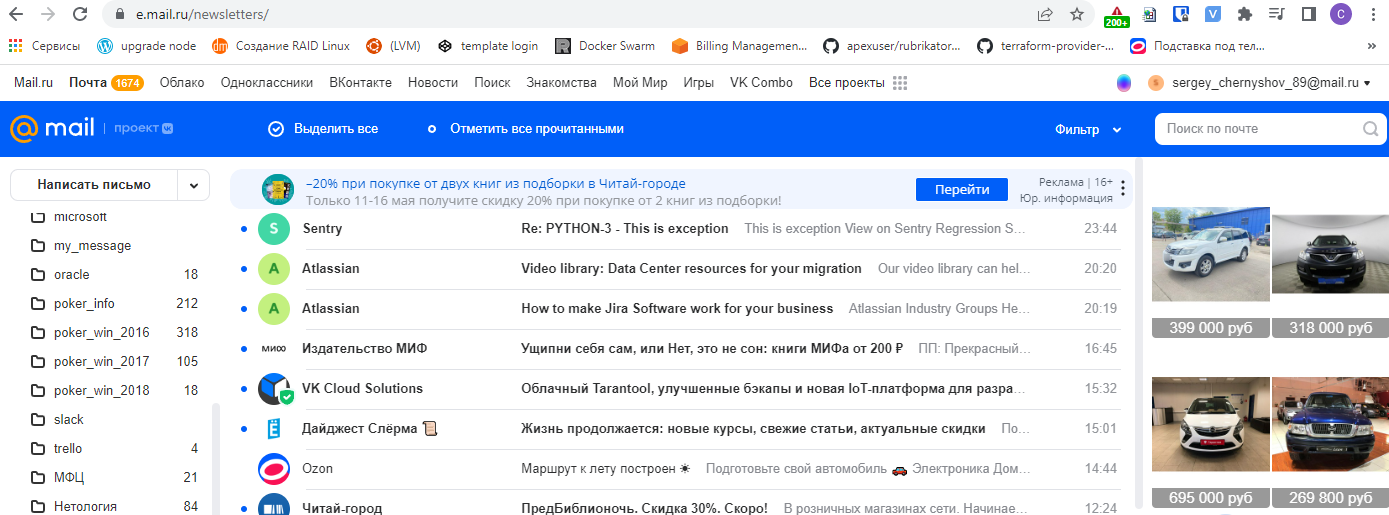 e.mail.ru/newsletters/
200+
C
Сервисы upgrade node Создание RAID Linux (LVM) template login Docker Swarm Billing Managemen... apexuser/rubrikator... terraform-provider-... Подставка под тел... »
Mail.ru Почта 1674 Облако Одноклассники ВКонтакте Новости Поиск Знакомства Мой Мир Игры VK Combo Все проекты sergey_chernyshov_89@mail.ru
@mail | проект Выделить все Отметить все прочитанными Фильтр Поиск по почте
Написать письмо
microsoft
my_message
oracle 18
poker_info 212
poker_win_2016 318
poker_win_2017 105
poker_win_2018 18
slack
trello 4
МФЦ 21
Нетология 84
–20% при покупке от двух книг из подборки в Читай-городе
Только 11-16 мая получите скидку 20% при покупке от 2 книг из подборки!
Перейти
Реклама | 16+
Юр. информация
S Sentry Re: PYTHON-3 - This is exception This is exception View on Sentry Regression S... 23:44
A Atlassian Video library: Data Center resources for your migration Our video library can hel... 20:20
A Atlassian How to make Jira Software work for your business Atlassian Industry Groups He... 20:19
Издательство МИФ Ущипни себя сам, или Нет, это не сон: книги МИФа от 200 ₽ ПП: Прекрасный... 16:45
VK Cloud Solutions Облачный Tarantool, улучшенные бэкапы и новая IoT-платформа для разра... 15:32
Дайджест Слёрма Жизнь продолжается: новые курсы, свежие статьи, актуальные скидки По... 15:01
Ozon Маршрут к лету построен ☀ Подготовьте свой автомобиль 🚗 Электроника Дом... 14:44
Читай-город ПредБиблионочь. Скидка 30%. Скоро! В розничных магазинах сети. Начинае... 12:24
399 000 руб 318 000 руб
695 000 руб 269 800 руб